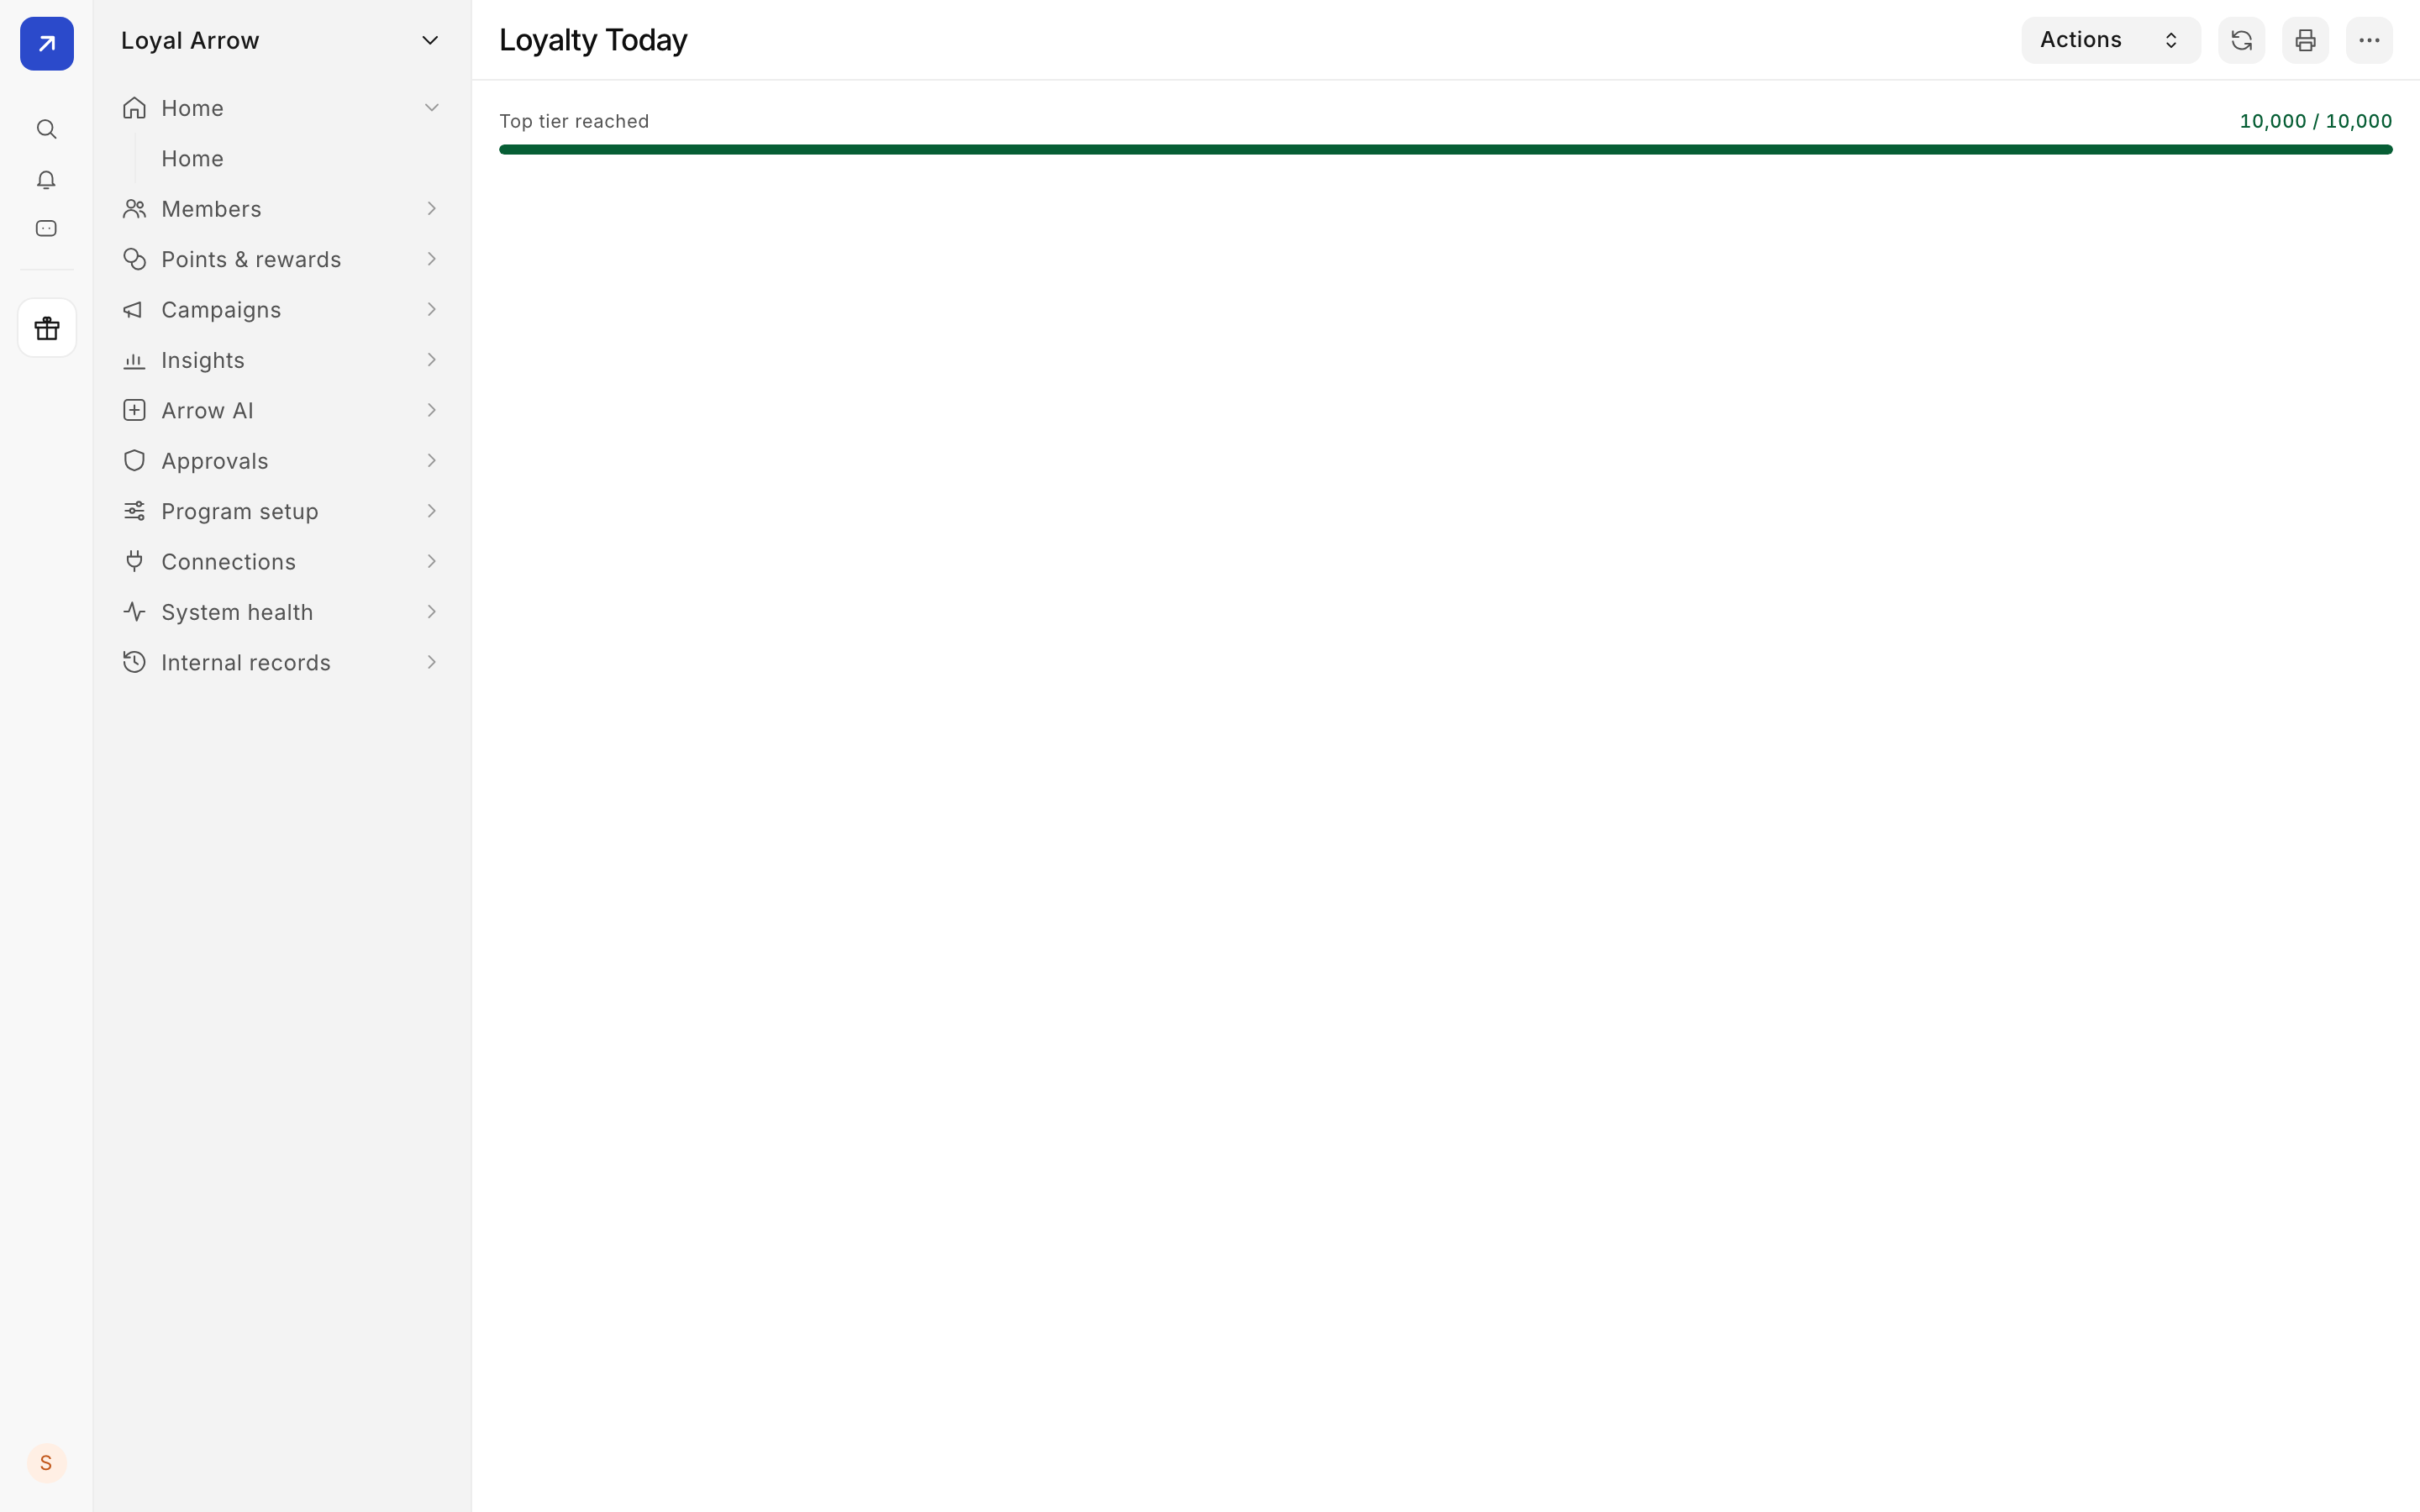 Loyal Arrow
Home
Home
Members
Points & rewards
Campaigns
Insights
Arrow AI
Approvals
Program setup
Connections
System health
Internal records
S
Loyalty Today
Actions
Top tier reached
10,000 / 10,000